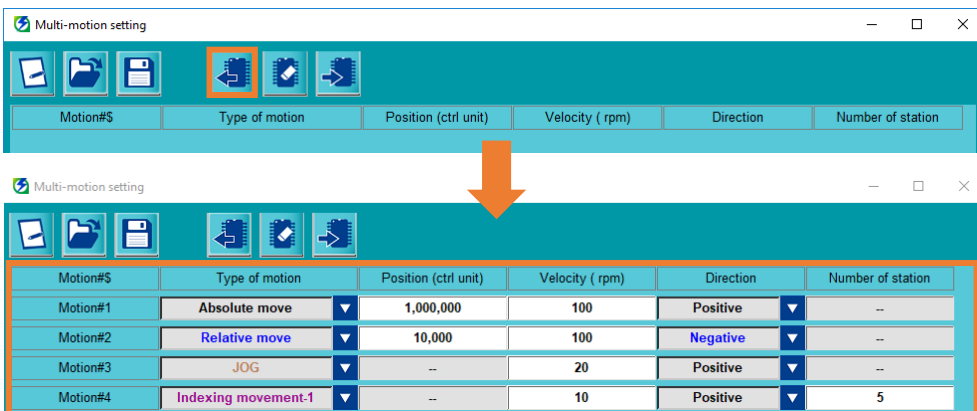 Multi-motion setting
Motion#$ Type of motion Position (ctrl unit) Velocity ( rpm) Direction Number of station
Multi-motion setting
Motion#$ Type of motion Position (ctrl unit) Velocity ( rpm) Direction Number of station
Motion#1 Absolute move 1,000,000 100 Positive --
Motion#2 Relative move 10,000 100 Negative --
Motion#3 JOG -- 20 Positive --
Motion#4 Indexing movement-1 -- 10 Positive 5